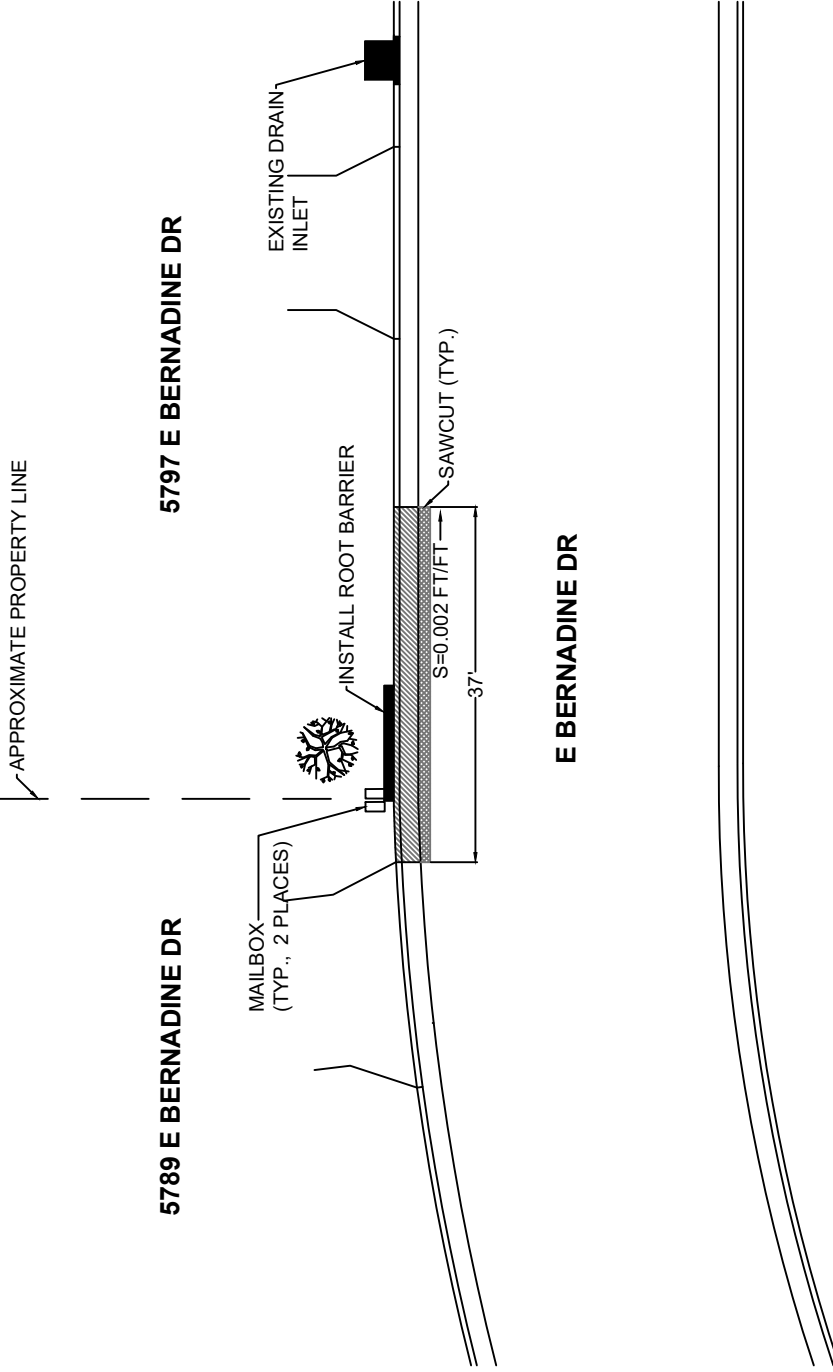 APPROXIMATE PROPERTY LINE
5789 E BERNADINE DR
5797 E BERNADINE DR
MAILBOX
(TYP., 2 PLACES)
EXISTING DRAIN
INLET
INSTALL ROOT BARRIER
SAWCUT (TYP.)
S=0.002 FT/FT
37'
E BERNADINE DR